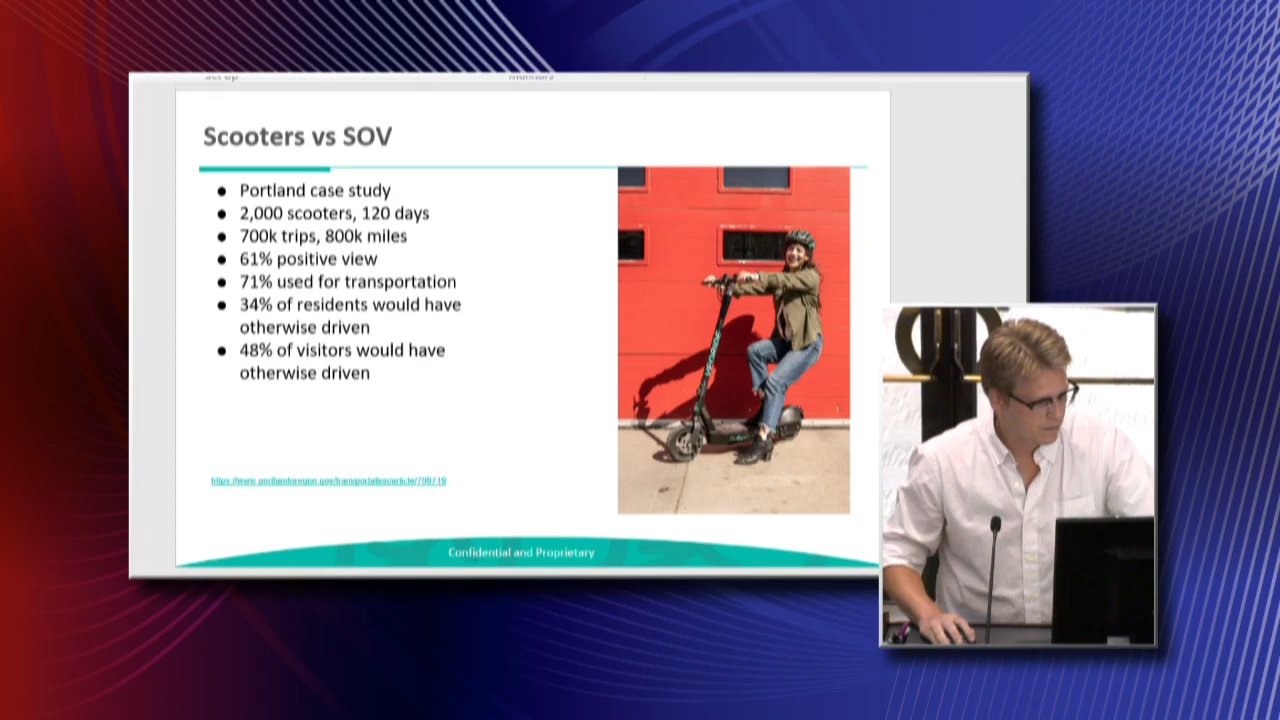 Scooters vs SOV
● Portland case study
● 2,000 scooters, 120 days
● 700k trips, 800k miles
● 61% positive view
● 71% used for transportation
● 34% of residents would have
otherwise driven
● 48% of visitors would have
otherwise driven
https://www.portlandoregon.gov/transportation/article/709719
Confidential and Proprietary